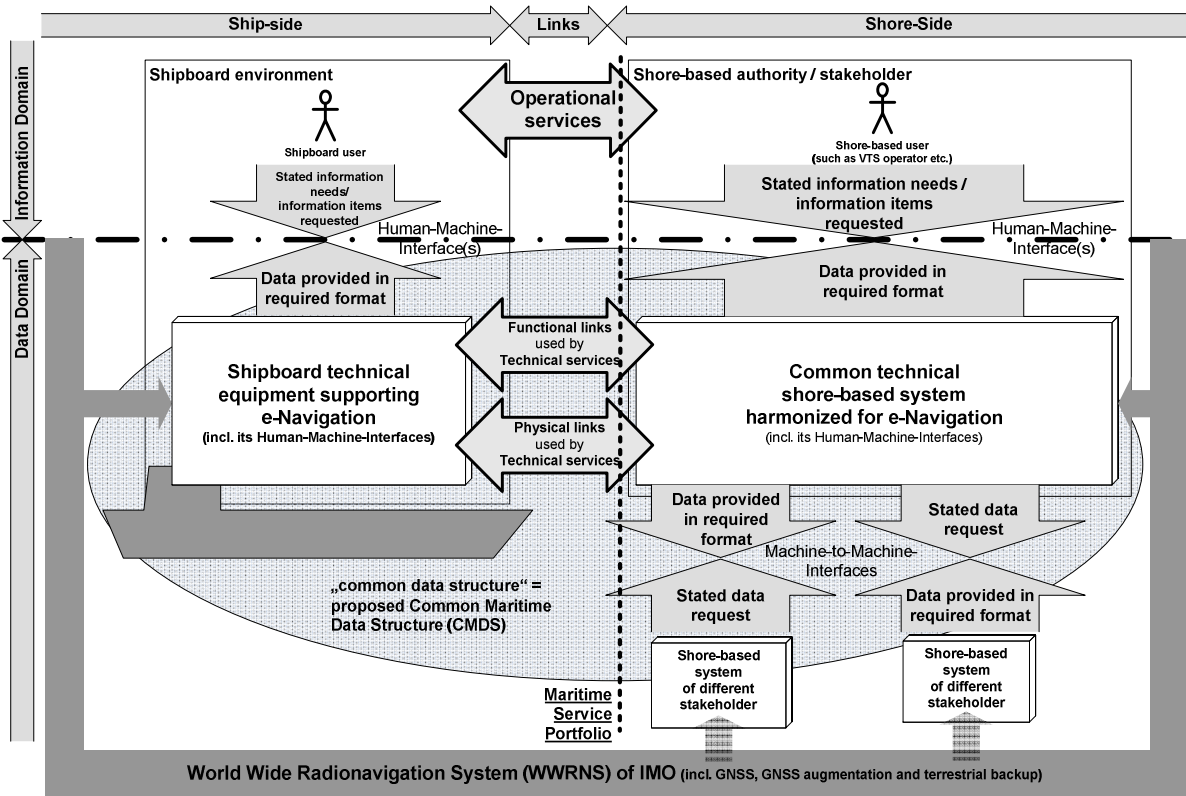 Ship-side
Links
Shore-Side
Information Domain
Data Domain
Shipboard environment
Shore-based authority / stakeholder
Operational
services
Shipboard user
Shore-based user
(such as VTS operator etc.)
Stated information
needs/
information items
requested
Stated information needs /
information items
requested
Human-Machine-
Interface(s)
Human-Machine-
Interface(s)
Data provided in
required format
Data provided in
required format
Functional links
used by
Technical services
Shipboard technical
equipment supporting
e-Navigation
(incl. its Human-Machine-Interfaces)
Common technical
shore-based system
harmonized for e-Navigation
(incl. its Human-Machine-Interfaces)
Physical links
used by
Technical services
Data provided
in required
format
Stated data
request
Machine-to-Machine-
Interfaces
Stated data
request
Data provided in
required format
„common data structure“ =
proposed Common Maritime
Data Structure (CMDS)
Shore-based
system
of different
stakeholder
Shore-based
system
of different
stakeholder
Maritime
Service
Portfolio
World Wide Radionavigation System (WWRNS) of IMO (incl. GNSS, GNSS augmentation and terrestrial backup)